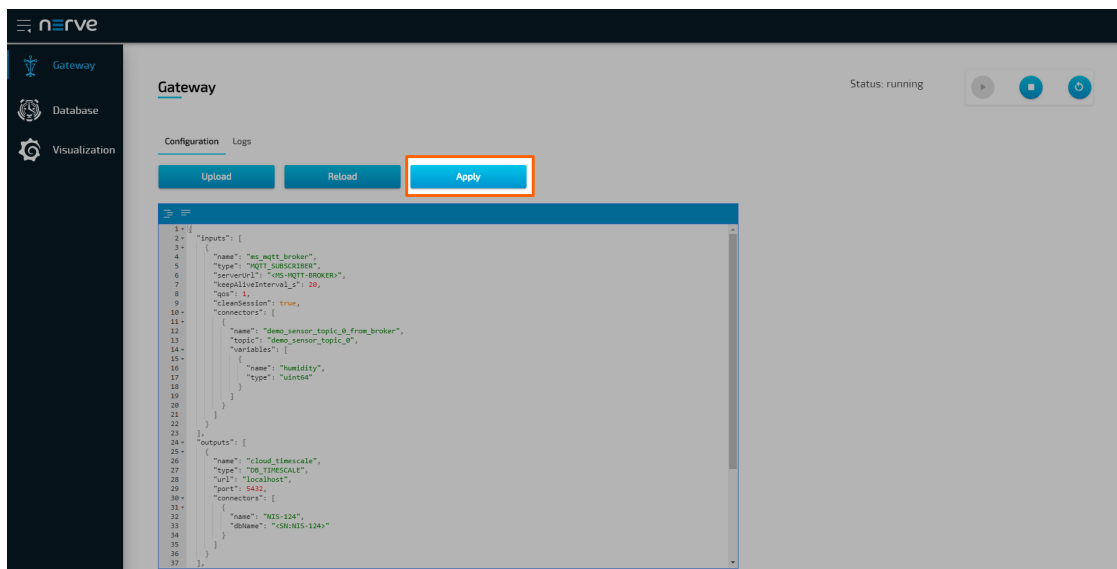 nerve
Gateway
Database
Visualization
Gateway
Status: running
Configuration Logs
Upload Reload Apply
1 {
2 "inputs": [
3 {
4 "name": "ms_mqtt_broker",
5 "type": "MQTT_SUBSCRIBER",
6 "serverUrl": "<MS-MQTT-BROKER>",
7 "keepAliveInterval_s": 20,
8 "qos": 1,
9 "cleanSession": true,
10 "connectors": [
11 {
12 "name": "demo_sensor_topic_0_from_broker",
13 "topic": "demo_sensor_topic_0",
14 "variables": [
15 {
16 "name": "humidity",
17 "type": "uint64"
18 }
19 ]
20 }
21 ]
22 }
23 ],
24 "outputs": [
25 {
26 "name": "cloud_timescale",
27 "type": "DB_TIMESCALE",
28 "url": "localhost",
29 "port": 5432,
30 "connectors": [
31 {
32 "name": "NIS-124",
33 "dbName": "<SN:NIS-124>"
34 }
35 ]
36 }
37 ],